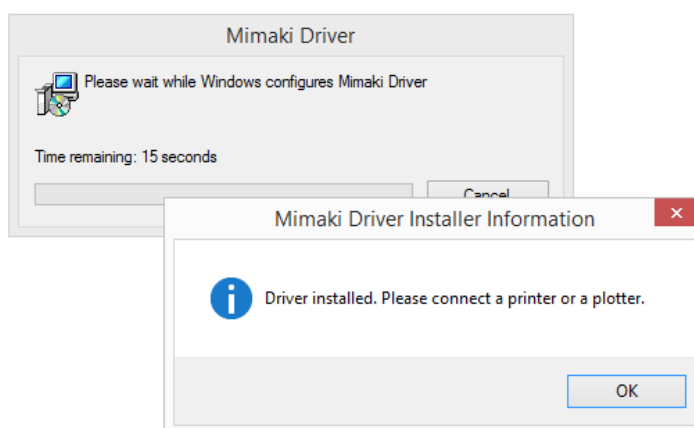 Mimaki Driver
Please wait while Windows configures Mimaki Driver
Time remaining: 15 seconds
Cancel
Mimaki Driver Installer Information
Driver installed. Please connect a printer or a plotter.
OK